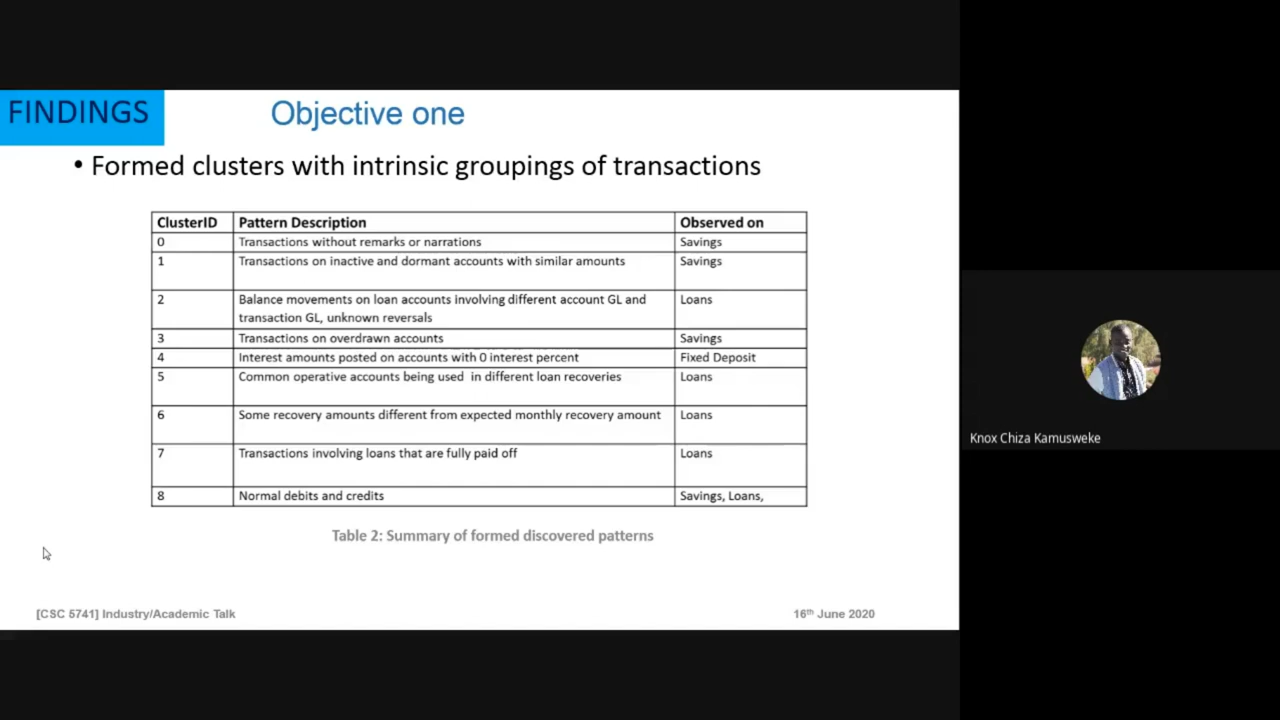 FINDINGS
Objective one
• Formed clusters with intrinsic groupings of transactions
ClusterID Pattern Description Observed on
0 Transactions without remarks or narrations Savings
1 Transactions on inactive and dormant accounts with similar amounts Savings
2 Balance movements on loan accounts involving different account GL and Loans
transaction GL, unknown reversals
3 Transactions on overdrawn accounts Savings
4 Interest amounts posted on accounts with 0 interest percent Fixed Deposit
5 Common operative accounts being used in different loan recoveries Loans
6 Some recovery amounts different from expected monthly recovery amount Loans
7 Transactions involving loans that are fully paid off Loans
8 Normal debits and credits Savings, Loans,
Table 2: Summary of formed discovered patterns
[CSC 5741] Industry/Academic Talk
16th June 2020
Knox Chiza Kamusweke